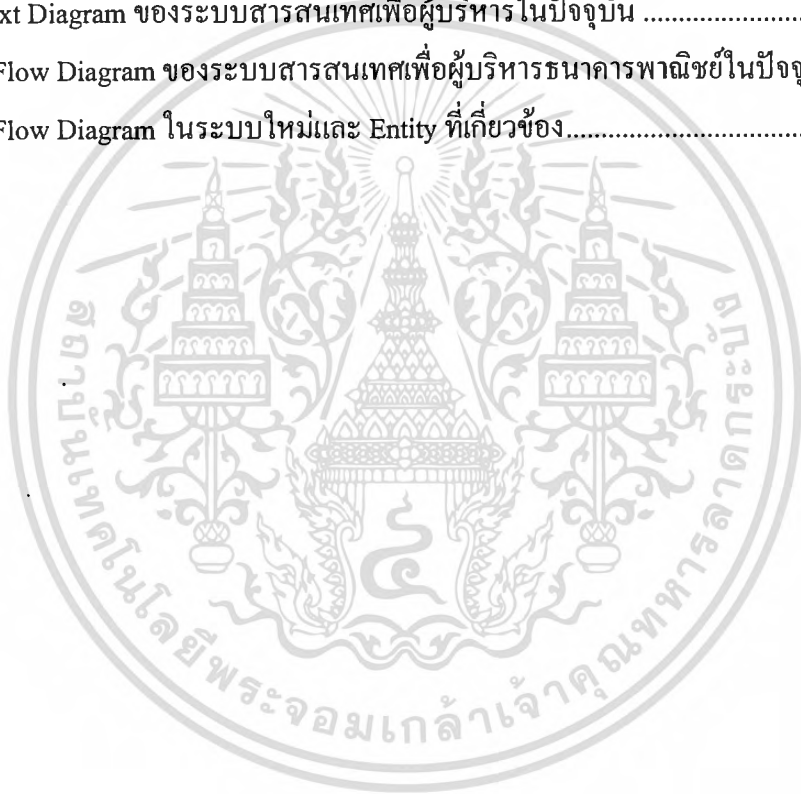 xt Diagram ของระบบสารสนเทศเพื่อผู้บริหารในปัจจุบัน ........................
Flow Diagram ของระบบสารสนเทศเพื่อผู้บริหารธนาคารพาณิชย์ในปัจจุ
Flow Diagram ในระบบใหม่และ Entity ที่เกี่ยวข้อง..................................
สถาบันเทคโนโลยีพระจอมเกล้าเจ้าคุณทหารลาดกระบัง